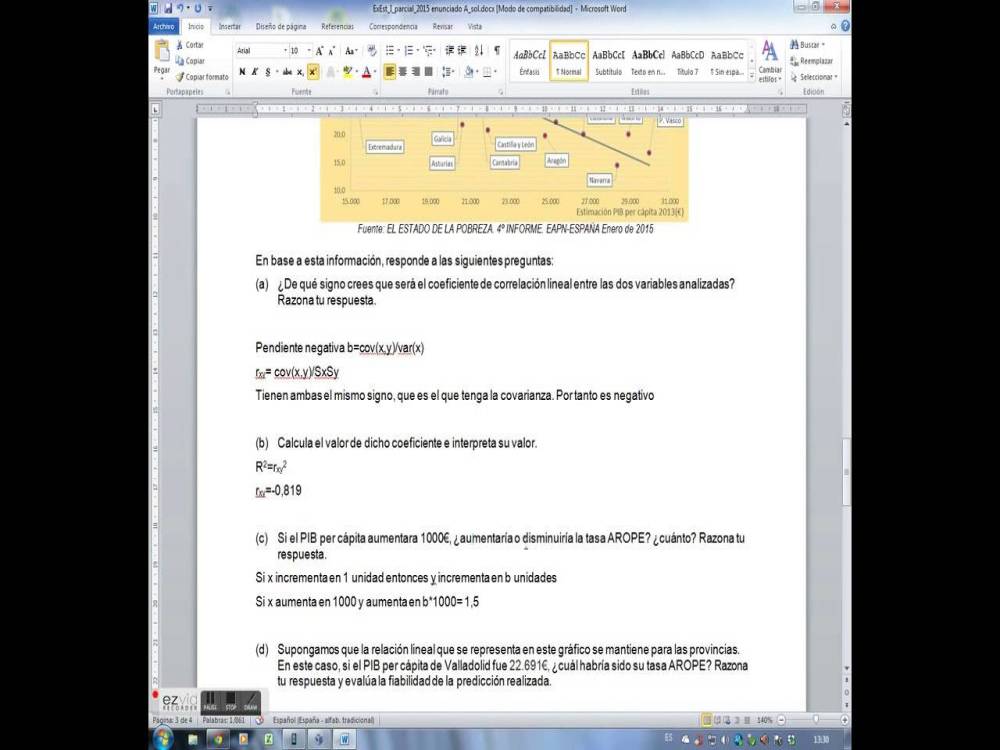 ExEst_I_parcial_2015 enunciado A_sol.docx [Modo de compatibilidad] - Microsoft Word
Archivo Inicio Insertar Diseño de página Referencias Correspondencia Revisar Vista
Cortar
Copiar
Copiar formato
Pegar
Portapapeles
Arial 10
N K S abc x₂ x²
Fuente
Párrafo
AaBbCcI AaBbCc AaBbCcI AaBbCcI AaBbCcD AaBbCc
Énfasis ¶ Normal Subtítulo Texto en n... Título 7 ¶ Sin espa...
Cambiar estilos
Estilos
Buscar
Reemplazar
Seleccionar
Edición
20,0
15,0
10,0
Extremadura
Galicia
Asturias
Castilla y León
Cantabria
Aragón
Navarra
P. Vasco
15.000 17.000 19.000 21.000 23.000 25.000 27.000 29.000 31.000
Estimación PIB per cápita 2013(€)
Fuente: EL ESTADO DE LA POBREZA. 4º INFORME. EAPN-ESPAÑA Enero de 2015
En base a esta información, responde a las siguientes preguntas:
(a) ¿De qué signo crees que será el coeficiente de correlación lineal entre las dos variables analizadas?
Razona tu respuesta.
Pendiente negativa b=cov(x,y)/var(x)
rxy= cov(x,y)/SxSy
Tienen ambas el mismo signo, que es el que tenga la covarianza. Por tanto es negativo
(b) Calcula el valor de dicho coeficiente e interpreta su valor.
R²=rxy²
rxy=-0,819
(c) Si el PIB per cápita aumentara 1000€, ¿aumentaría o disminuiría la tasa AROPE? ¿cuánto? Razona tu
respuesta.
Si x incrementa en 1 unidad entonces y incrementa en b unidades
Si x aumenta en 1000 y aumenta en b*1000= 1,5
(d) Supongamos que la relación lineal que se representa en este gráfico se mantiene para las provincias.
En este caso, si el PIB per cápita de Valladolid fue 22.691€, ¿cuál habría sido su tasa AROPE? Razona
tu respuesta y evalúa la fiabilidad de la predicción realizada.
ezvid
RECORDER
PAUSE STOP DRAW
Página: 3 de 4 Palabras: 1.061 Español (España - alfab. tradicional) 140%
ES 13:30